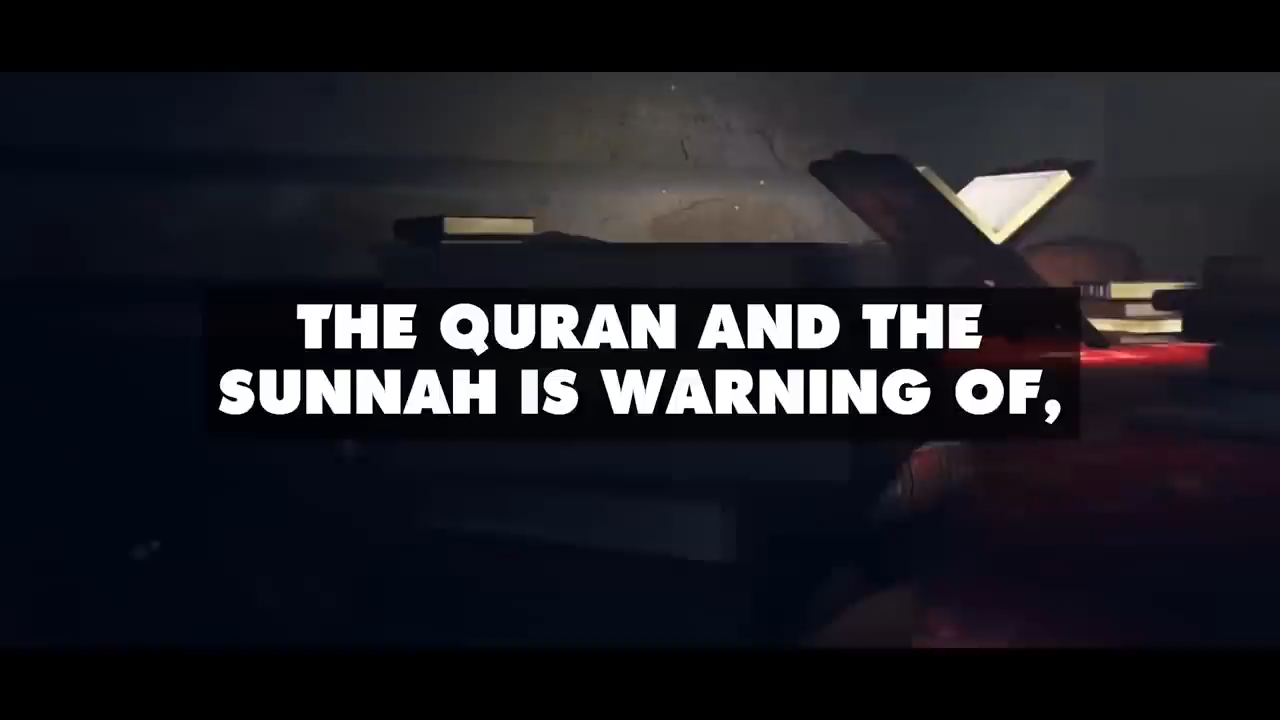 THE QURAN AND THE
SUNNAH IS WARNING OF,